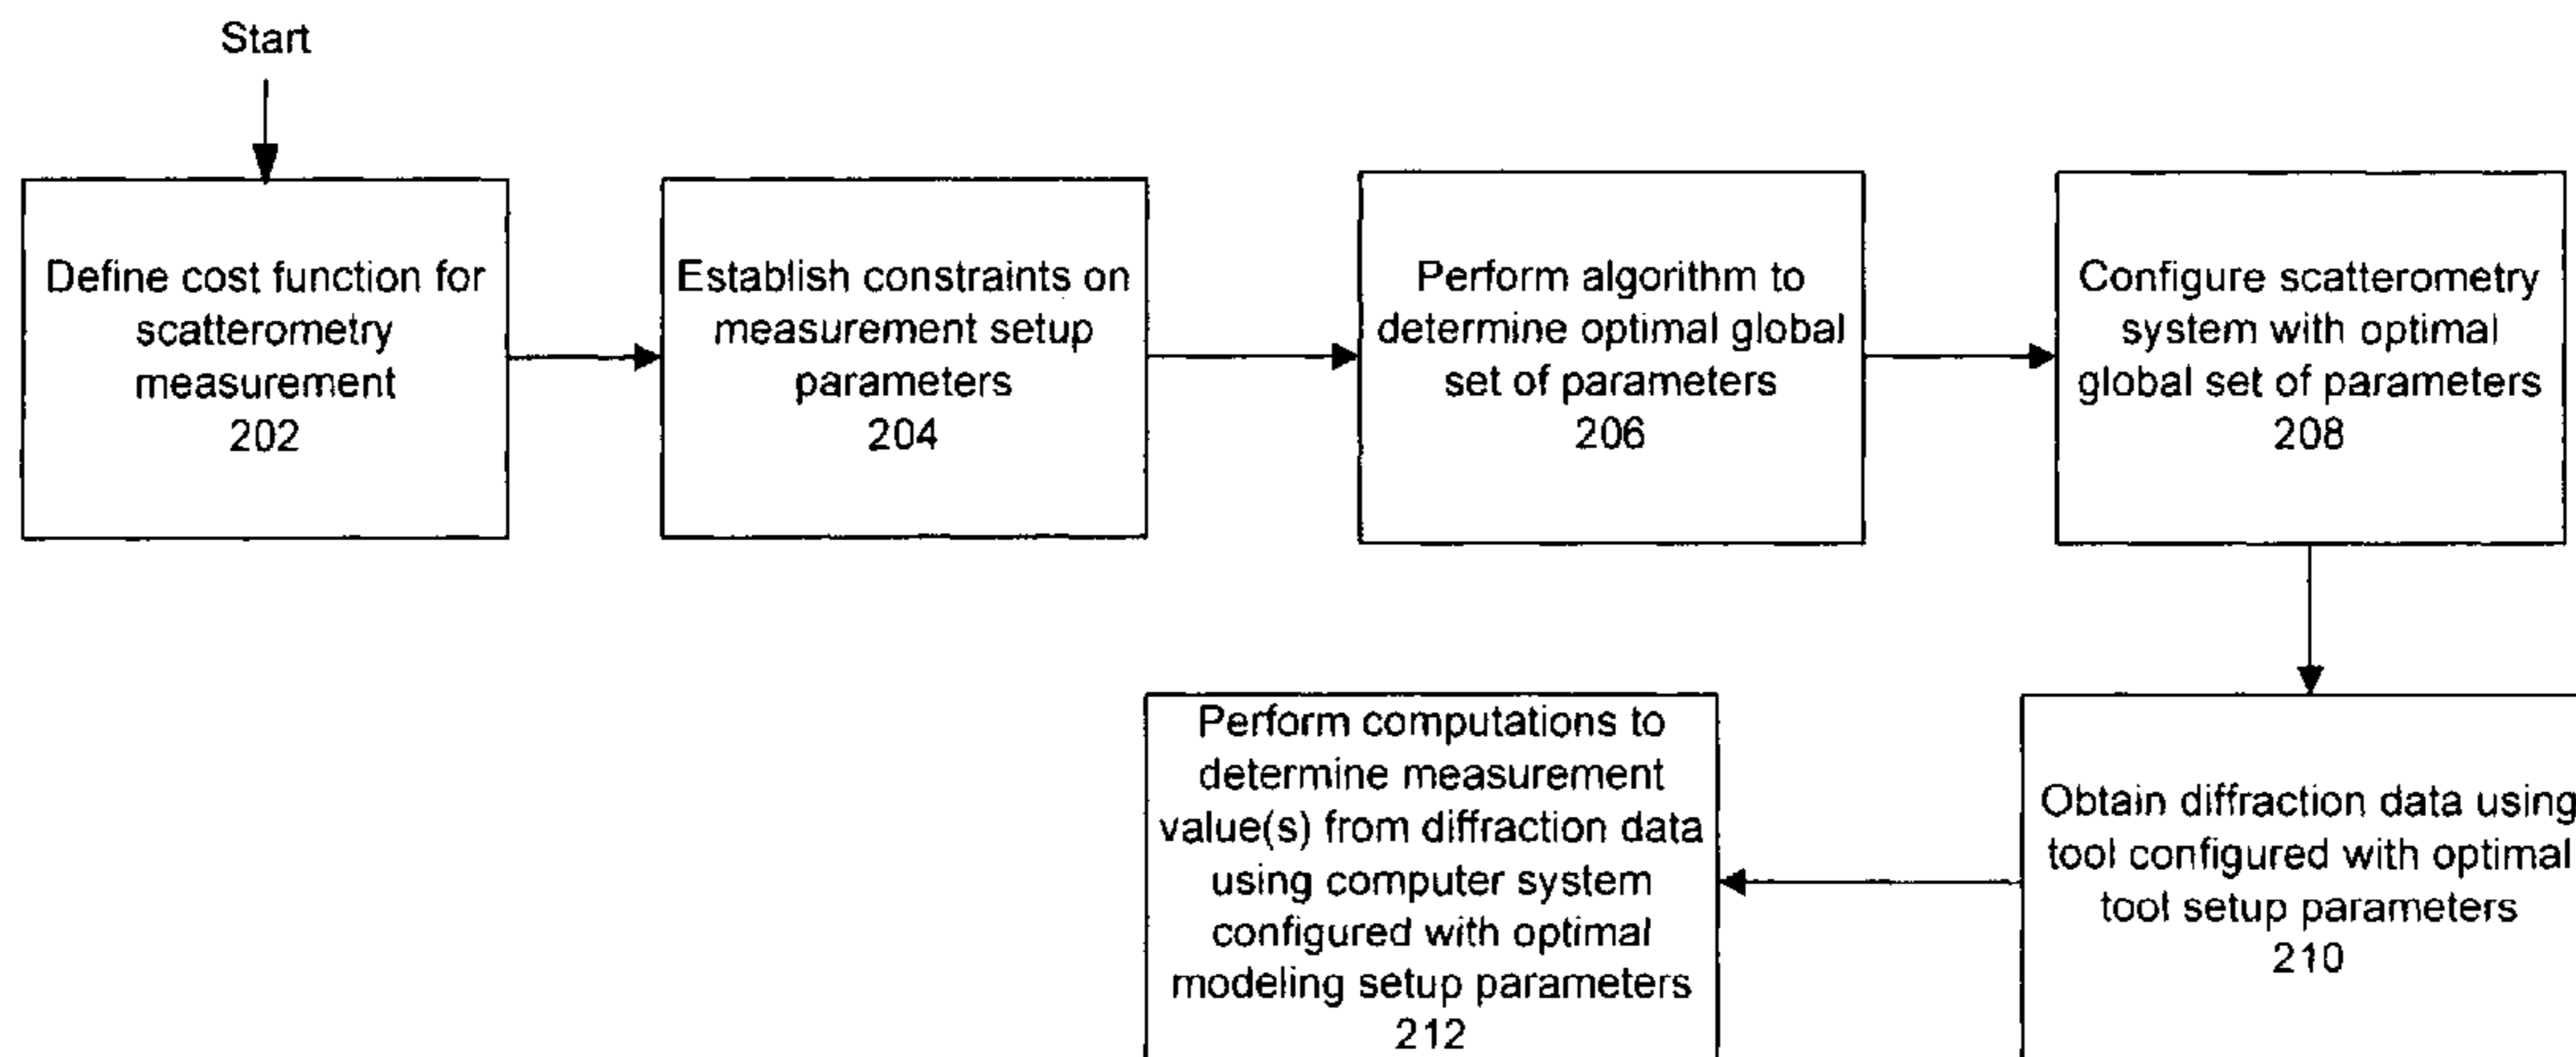 Start
Define cost function for
scatterometry
measurement
202
Establish constraints on
measurement setup
parameters
204
Perform algorithm to
determine optimal global
set of parameters
206
Configure scatterometry
system with optimal
global set of parameters
208
Obtain diffraction data using
tool configured with optimal
tool setup parameters
210
Perform computations to
determine measurement
value(s) from diffraction data
using computer system
configured with optimal
modeling setup parameters
212